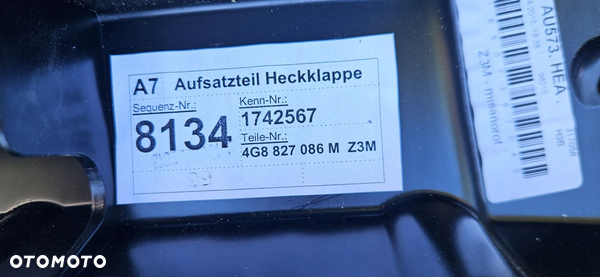 A7 Aufsatzteil Heckklappe
Sequenz-Nr.:
8134
Kenn-Nr.:
1742567
Teile-Nr.:
4G8 827 086 M Z3M
AU573 HEA
Z3M misanorot
OTOMOTO